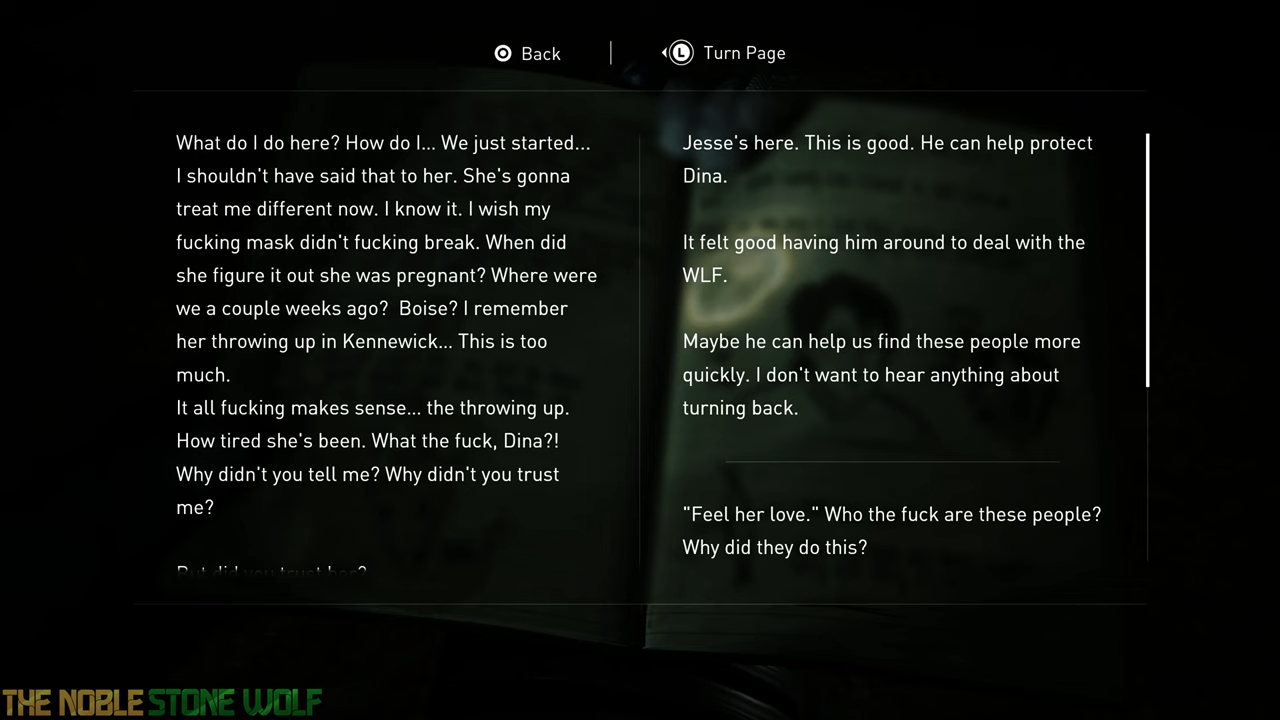 Back
Turn Page
What do I do here? How do I... We just started...
I shouldn't have said that to her. She's gonna
treat me different now. I know it. I wish my
fucking mask didn't fucking break. When did
she figure it out she was pregnant? Where were
we a couple weeks ago?  Boise? I remember
her throwing up in Kennewick... This is too
much.
It all fucking makes sense... the throwing up.
How tired she's been. What the fuck, Dina?!
Why didn't you tell me? Why didn't you trust
me?
But did you trust her?
Jesse's here. This is good. He can help protect
Dina.
It felt good having him around to deal with the
WLF.
Maybe he can help us find these people more
quickly. I don't want to hear anything about
turning back.
"Feel her love." Who the fuck are these people?
Why did they do this?
THE NOBLE STONE WOLF